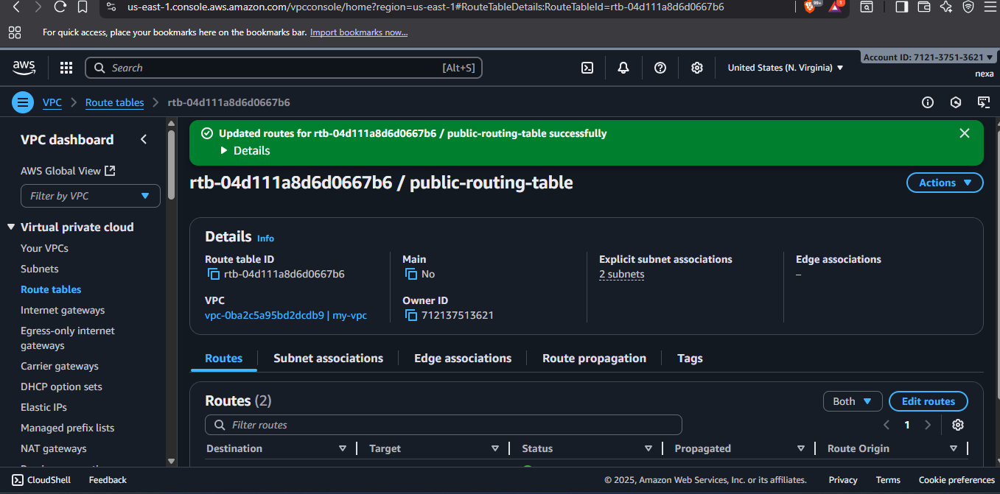 us-east-1.console.aws.amazon.com/vpcconsole/home?region=us-east-1#RouteTableDetails:RouteTableId=rtb-04d111a8d6d0667b6
99+
1
For quick access, place your bookmarks here on the bookmarks bar. Import bookmarks now...
aws
Search
[Alt+S]
United States (N. Virginia)
Account ID: 7121-3751-3621
nexa
VPC
Route tables
rtb-04d111a8d6d0667b6
VPC dashboard
AWS Global View
Filter by VPC
Virtual private cloud
Your VPCs
Subnets
Route tables
Internet gateways
Egress-only internet
gateways
Carrier gateways
DHCP option sets
Elastic IPs
Managed prefix lists
NAT gateways
Updated routes for rtb-04d111a8d6d0667b6 / public-routing-table successfully
Details
rtb-04d111a8d6d0667b6 / public-routing-table
Actions
Details Info
Route table ID
rtb-04d111a8d6d0667b6
Main
No
Explicit subnet associations
2 subnets
Edge associations
–
VPC
vpc-0ba2c5a95bd2dcdb9 | my-vpc
Owner ID
712137513621
Routes
Subnet associations
Edge associations
Route propagation
Tags
Routes (2)
Both
Edit routes
Filter routes
1
Destination
Target
Status
Propagated
Route Origin
CloudShell
Feedback
© 2025, Amazon Web Services, Inc. or its affiliates.
Privacy
Terms
Cookie preferences